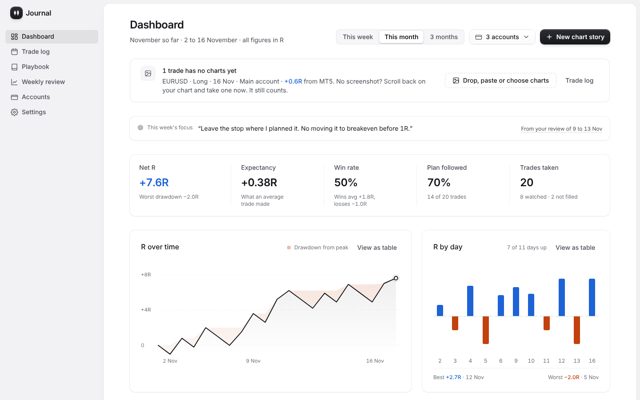 Journal
Dashboard
Trade log
Playbook
Weekly review
Accounts
Settings
Dashboard
November so far · 2 to 16 November · all figures in R
This week
This month
3 months
3 accounts
+ New chart story
1 trade has no charts yet
EURUSD · Long · 16 Nov · Main account · +0.6R from MT5. No screenshot? Scroll back on
your chart and take one now. It still counts.
Drop, paste or choose charts
Trade log
This week's focus
“Leave the stop where I planned it. No moving it to breakeven before 1R.”
From your review of 9 to 13 Nov
Net R
+7.6R
Worst drawdown −2.0R
Expectancy
+0.38R
What an average
trade made
Win rate
50%
Wins avg +1.8R,
losses −1.0R
Plan followed
70%
14 of 20 trades
Trades taken
20
8 watched · 2 not filled
R over time
Drawdown from peak
View as table
+8R
+4R
0
2 Nov
9 Nov
16 Nov
R by day
7 of 11 days up
View as table
2 3 4 5 6 9 10 11 12 13 16
Best +2.7R · 12 Nov
Worst −2.0R · 5 Nov